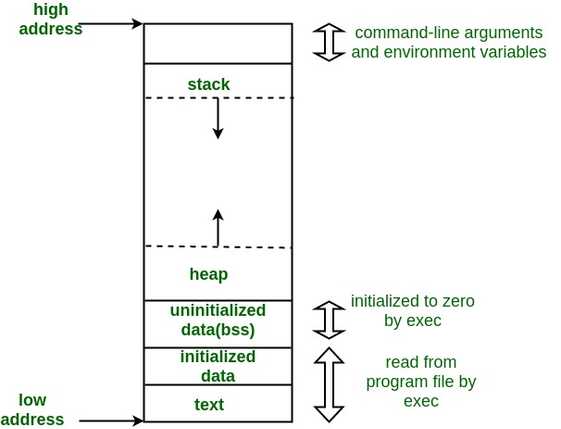 high
address
command-line arguments
and environment variables
stack
heap
uninitialized
data(bss)
initialized to zero
by exec
initialized
data
read from
program file by
exec
text
low
address